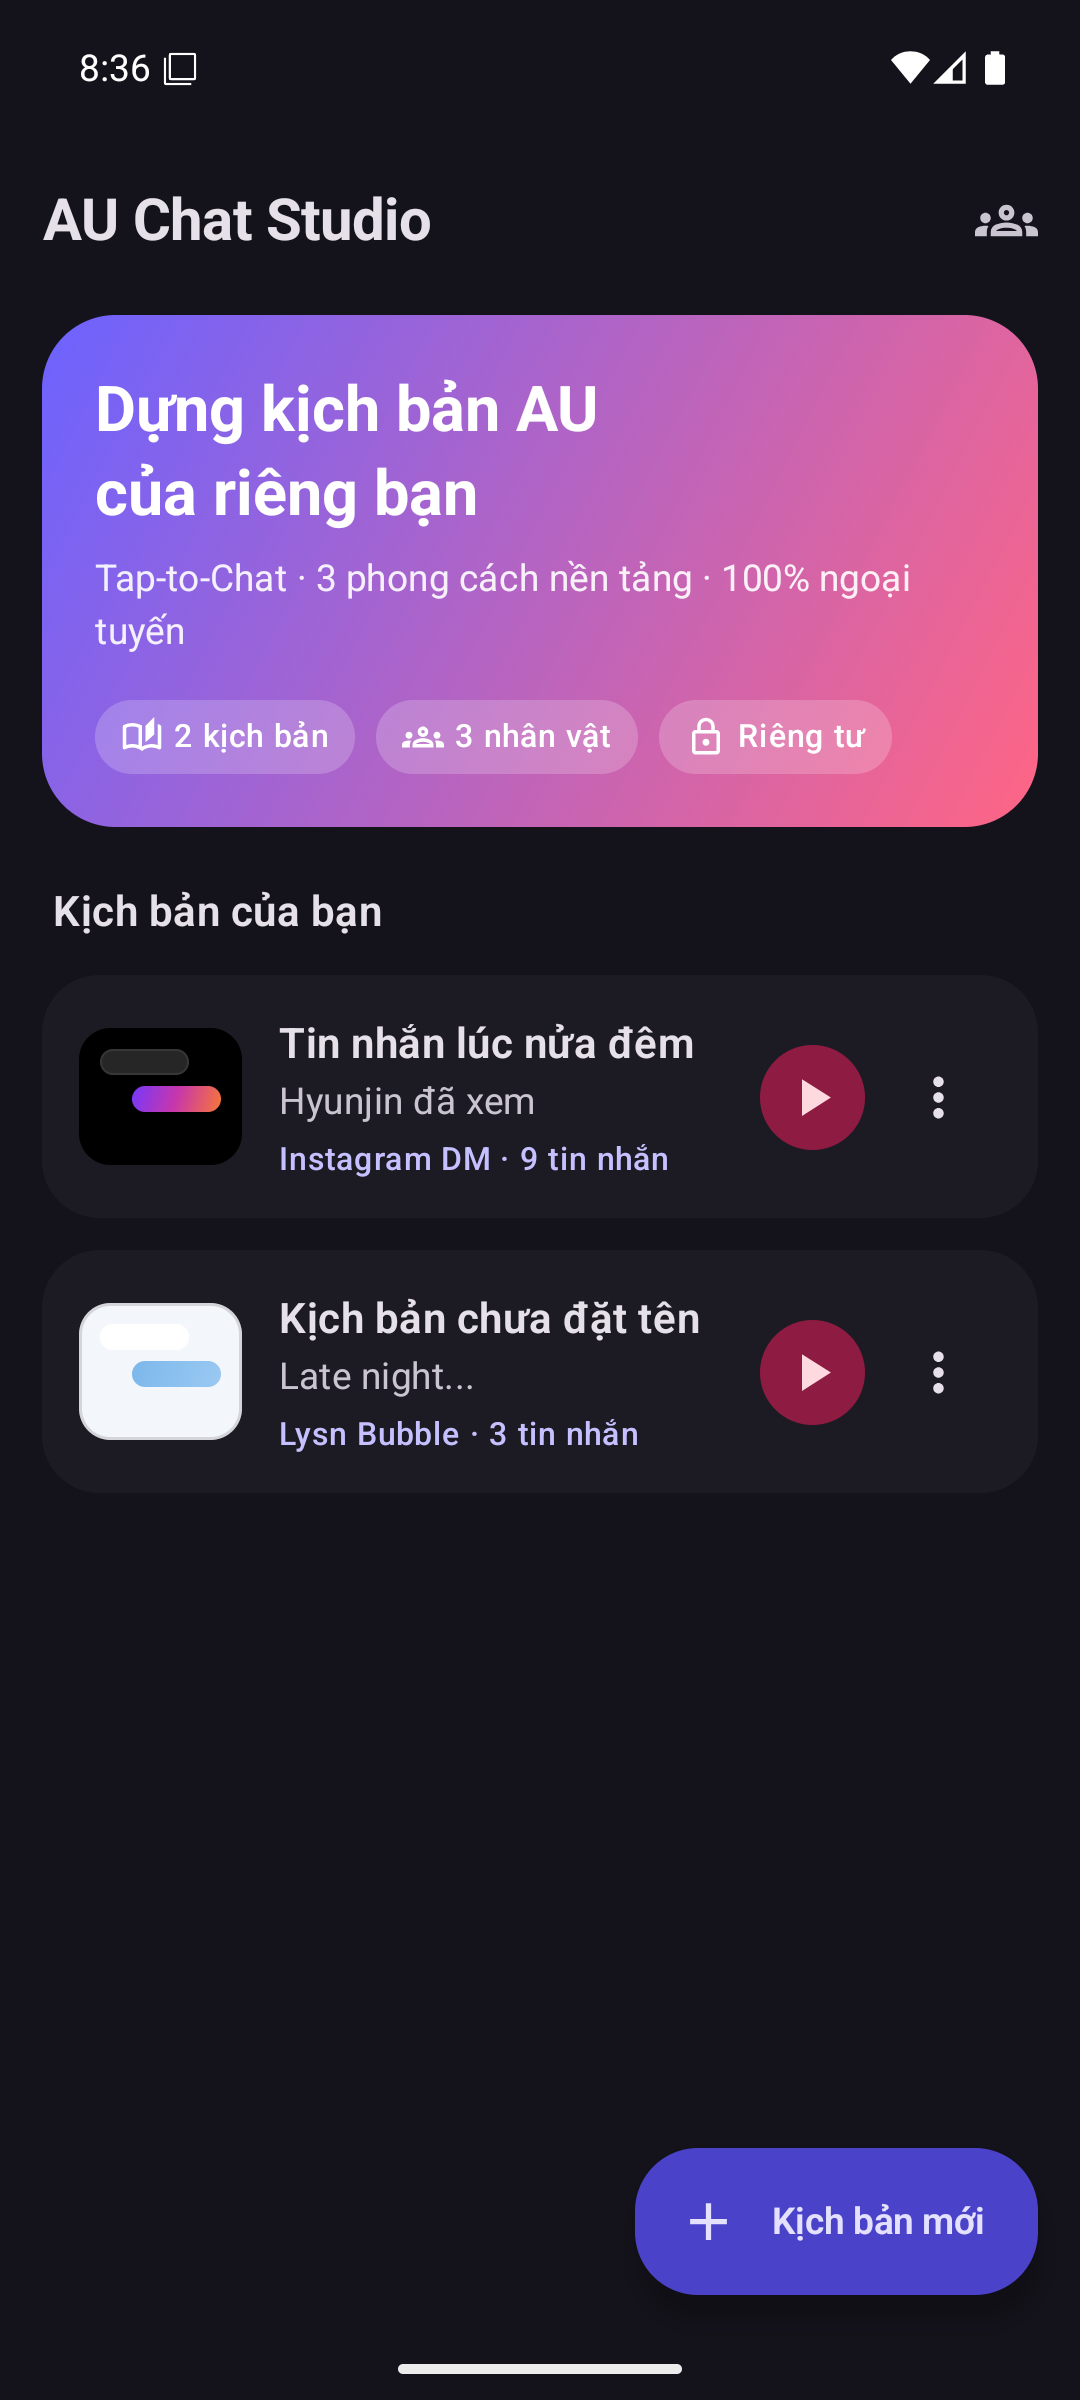 8:36
AU Chat Studio
Dựng kịch bản AU
của riêng bạn
Tap-to-Chat · 3 phong cách nền tảng · 100% ngoại
tuyến
2 kịch bản
3 nhân vật
Riêng tư
Kịch bản của bạn
Tin nhắn lúc nửa đêm
Hyunjin đã xem
Instagram DM · 9 tin nhắn
Kịch bản chưa đặt tên
Late night...
Lysn Bubble · 3 tin nhắn
Kịch bản mới